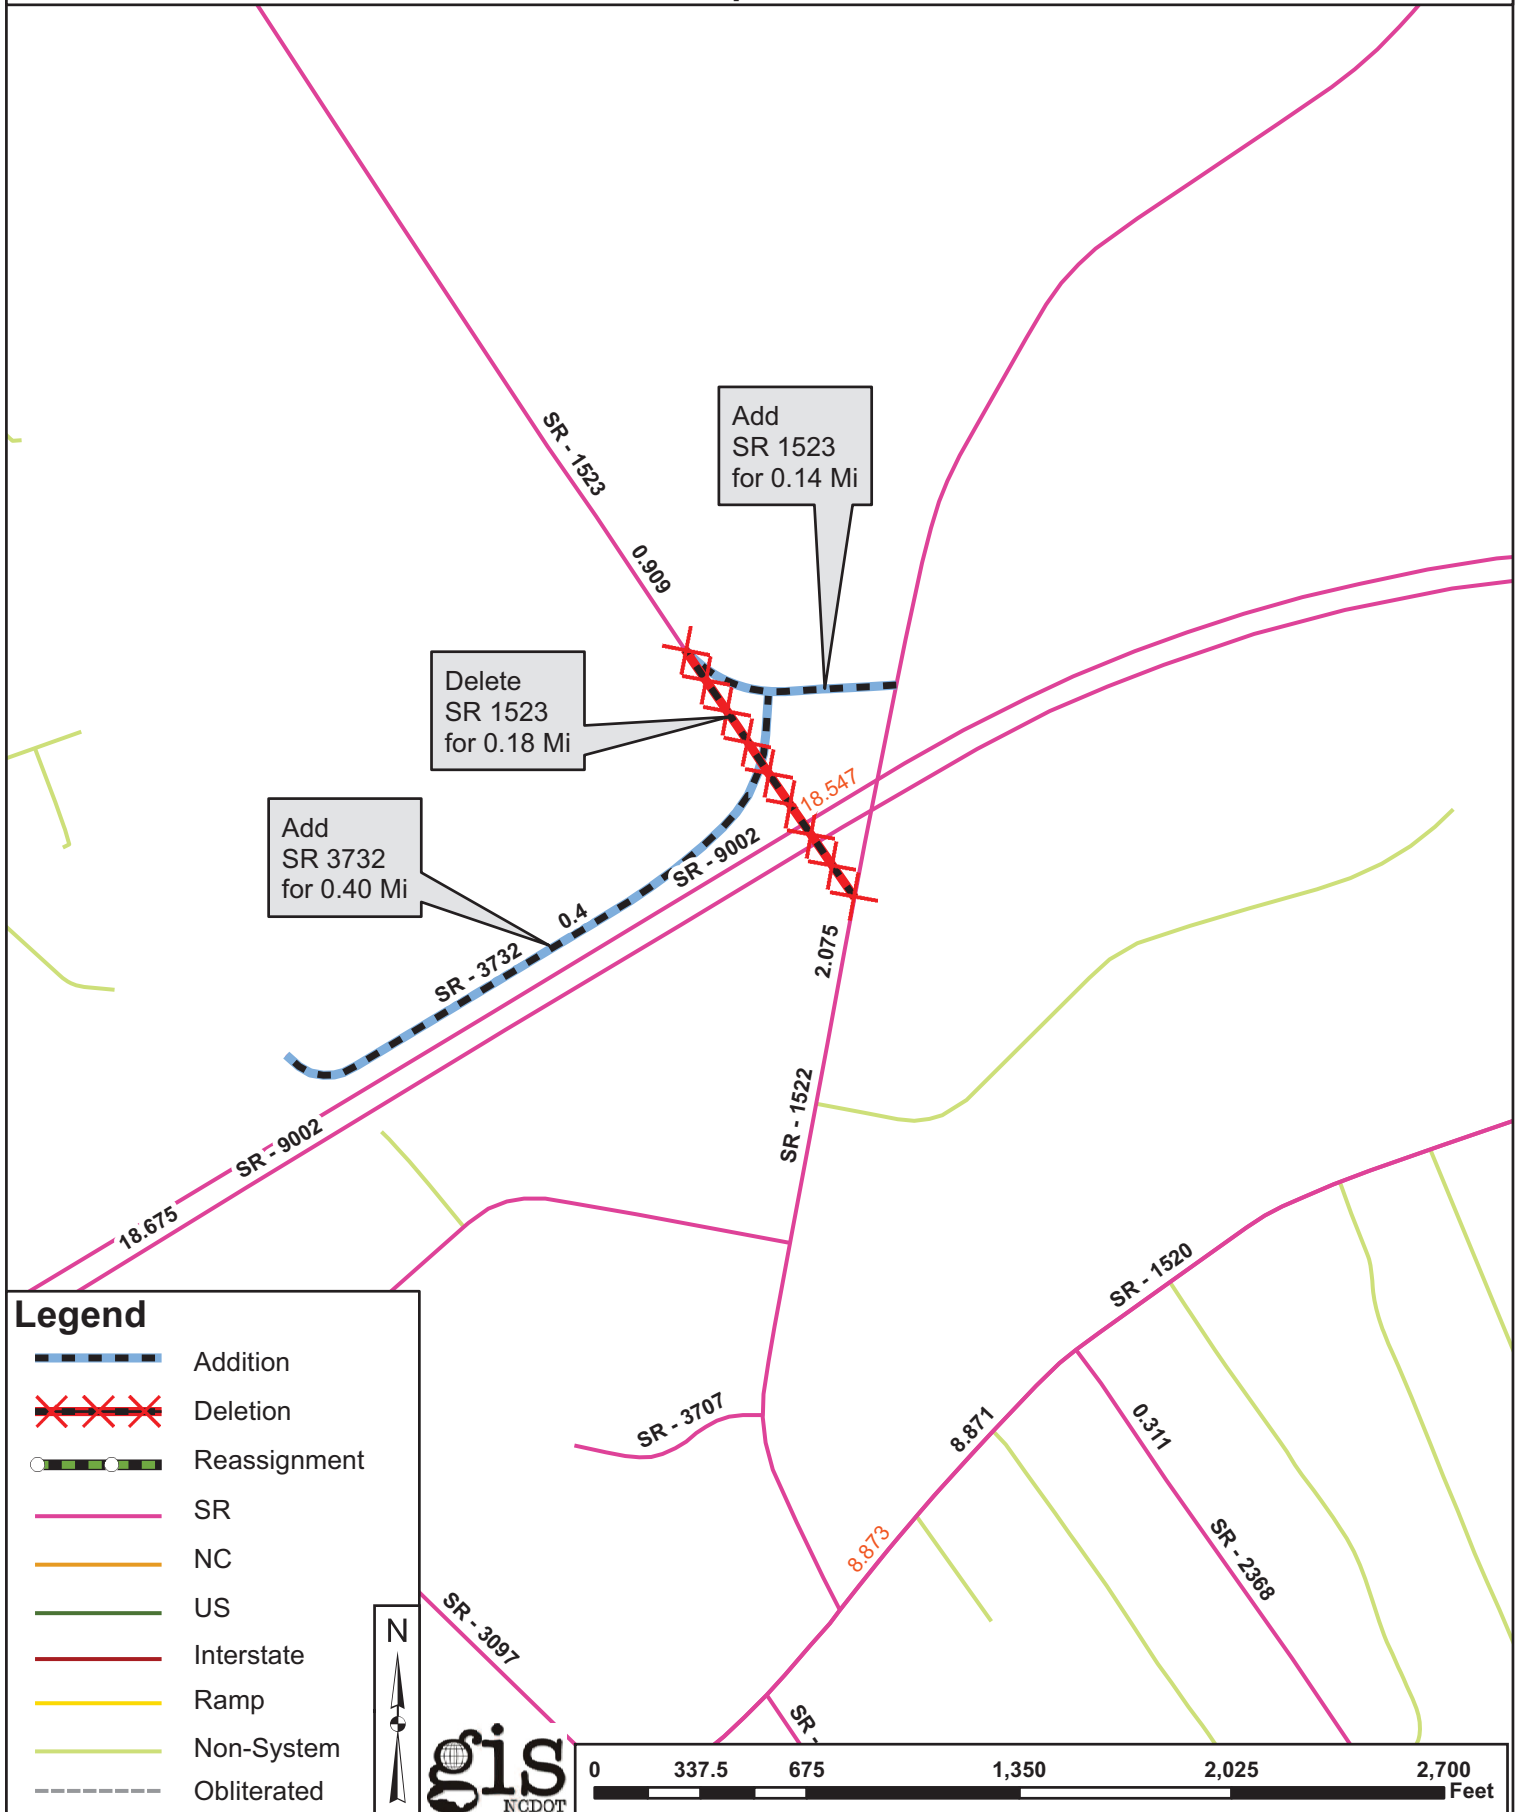 SR - 1523
0.909
Add
SR 1523
for 0.14 Mi
Delete
SR 1523
for 0.18 Mi
18.547
Add
SR 3732
for 0.40 Mi
SR - 9002
0.4
SR - 3732
2.075
SR - 1522
SR - 9002
18.675
SR - 1520
SR - 3707
8.871
0.311
8.873
SR - 2368
SR - 3097
SR -
Legend
Addition
Deletion
Reassignment
SR
NC
US
Interstate
Ramp
Non-System
Obliterated
N
gis
NCDOT
0 337.5 675 1,350 2,025 2,700
Feet